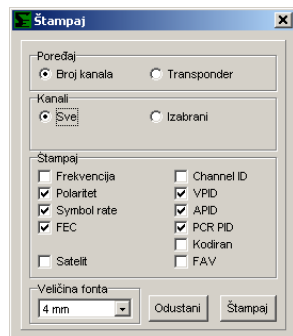 Štampaj
Poređaj
Broj kanala Transponder
Kanali
Sve Izabrani
Štampaj
Frekvencija Channel ID
Polaritet VPID
Symbol rate APID
FEC PCR PID
Kodiran
Satelit FAV
Veličina fonta
4 mm Odustani Štampaj